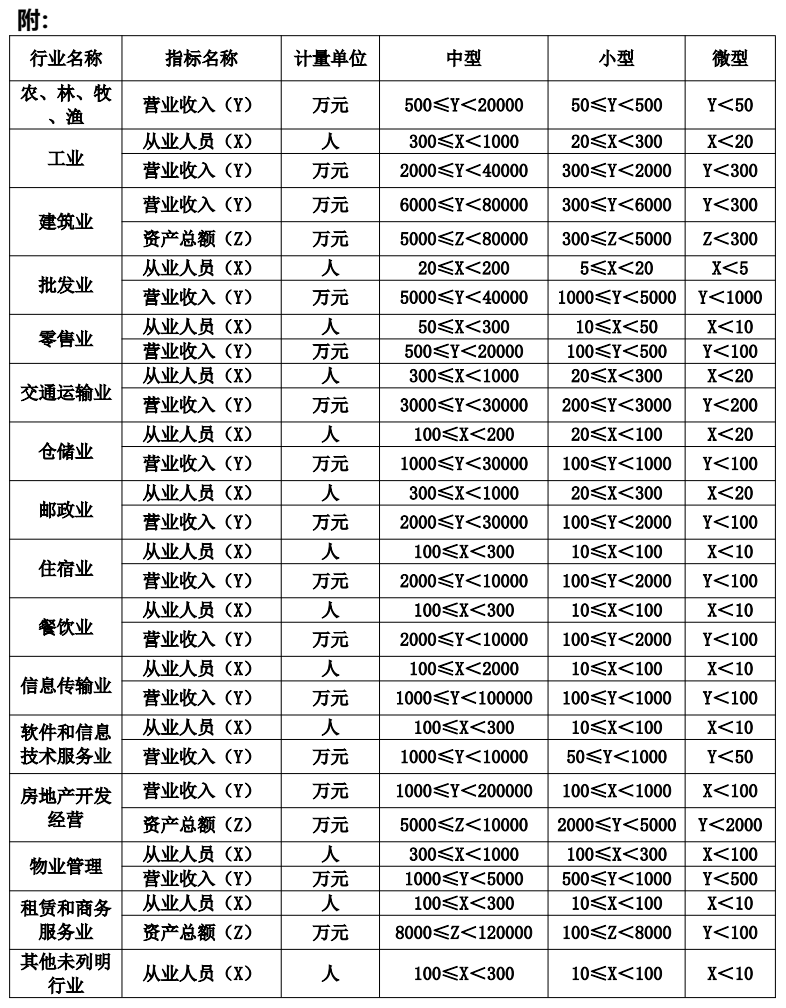 附：
行业名称 指标名称 计量单位 中型 小型 微型
农、林、牧、渔 营业收入（Y） 万元 500≤Y＜20000 50≤Y＜500 Y＜50
工业 从业人员（X） 人 300≤X＜1000 20≤X＜300 X＜20
营业收入（Y） 万元 2000≤Y＜40000 300≤Y＜2000 Y＜300
建筑业 营业收入（Y） 万元 6000≤Y＜80000 300≤Y＜6000 Y＜300
资产总额（Z） 万元 5000≤Z＜80000 300≤Z＜5000 Z＜300
批发业 从业人员（X） 人 20≤X＜200 5≤X＜20 X＜5
营业收入（Y） 万元 5000≤Y＜40000 1000≤Y＜5000 Y＜1000
零售业 从业人员（X） 人 50≤X＜300 10≤X＜50 X＜10
营业收入（Y） 万元 500≤Y＜20000 100≤Y＜500 Y＜100
交通运输业 从业人员（X） 人 300≤X＜1000 20≤X＜300 X＜20
营业收入（Y） 万元 3000≤Y＜30000 200≤Y＜3000 Y＜200
仓储业 从业人员（X） 人 100≤X＜200 20≤X＜100 X＜20
营业收入（Y） 万元 1000≤Y＜30000 100≤Y＜1000 Y＜100
邮政业 从业人员（X） 人 300≤X＜1000 20≤X＜300 X＜20
营业收入（Y） 万元 2000≤Y＜30000 100≤Y＜2000 Y＜100
住宿业 从业人员（X） 人 100≤X＜300 10≤X＜100 X＜10
营业收入（Y） 万元 2000≤Y＜10000 100≤Y＜2000 Y＜100
餐饮业 从业人员（X） 人 100≤X＜300 10≤X＜100 X＜10
营业收入（Y） 万元 2000≤Y＜10000 100≤Y＜2000 Y＜100
信息传输业 从业人员（X） 人 100≤X＜2000 10≤X＜100 X＜10
营业收入（Y） 万元 1000≤Y＜100000 100≤Y＜1000 Y＜100
软件和信息技术服务业 从业人员（X） 人 100≤X＜300 10≤X＜100 X＜10
营业收入（Y） 万元 1000≤Y＜10000 50≤Y＜1000 Y＜50
房地产开发经营 营业收入（Y） 万元 1000≤Y＜200000 100≤X＜1000 X＜100
资产总额（Z） 万元 5000≤Z＜10000 2000≤Y＜5000 Y＜2000
物业管理 从业人员（X） 人 300≤X＜1000 100≤X＜300 X＜100
营业收入（Y） 万元 1000≤Y＜5000 500≤Y＜1000 Y＜500
租赁和商务服务业 从业人员（X） 人 100≤X＜300 10≤X＜100 X＜10
资产总额（Z） 万元 8000≤Z＜120000 100≤Z＜8000 Y＜100
其他未列明行业 从业人员（X） 人 100≤X＜300 10≤X＜100 X＜10